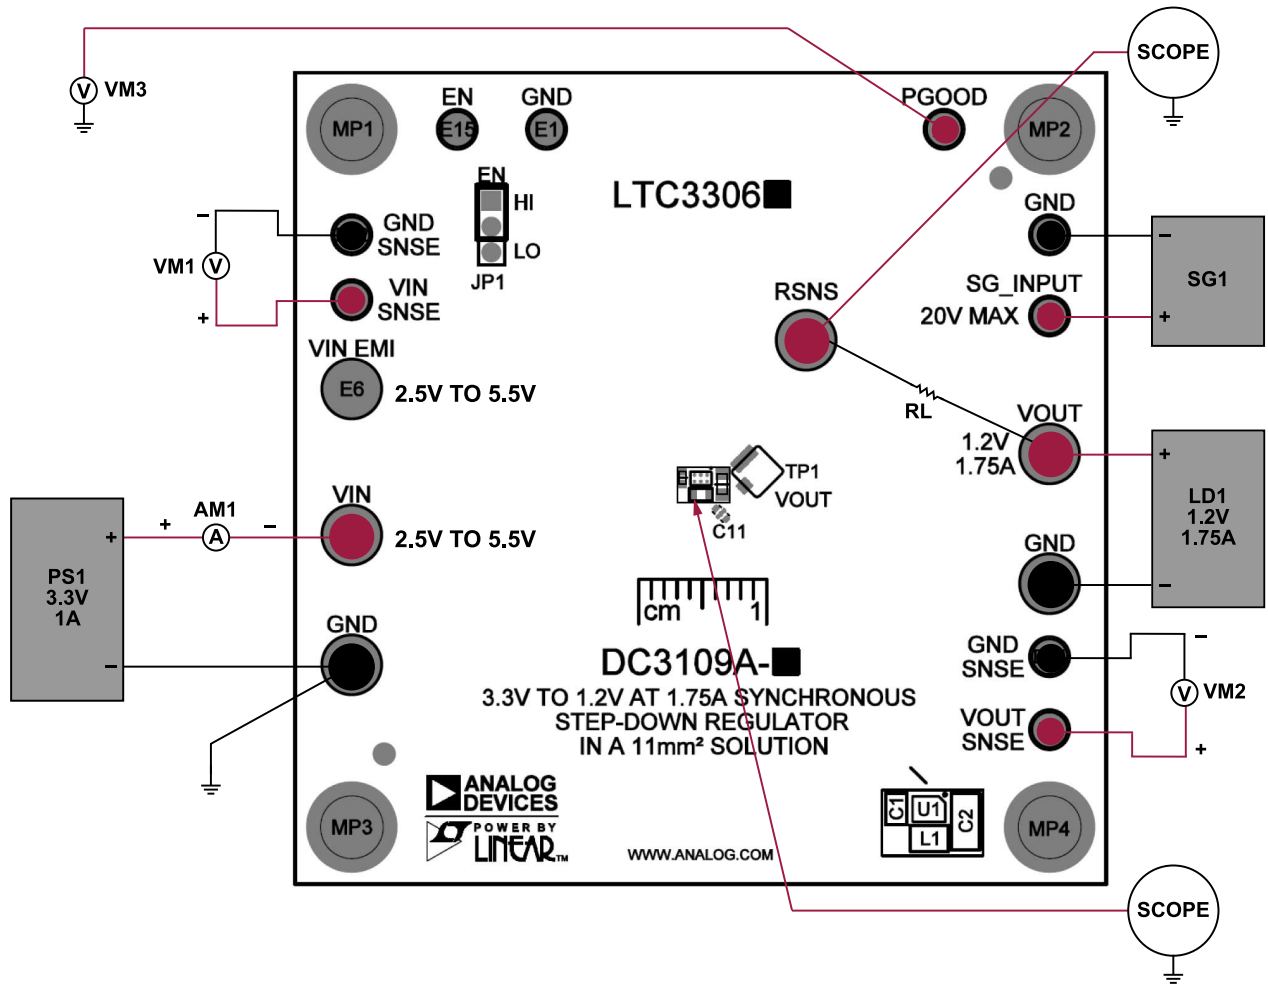 SCOPE
V VM3
EN
GND
PGOOD
MP1
E15
E1
MP2
EN
HI
LO
JP1
LTC3306
GND
SNSE
VIN
SNSE
−
VM1 V
+
GND
SG_INPUT
20V MAX
−
SG1
+
RSNS
VIN EMI
E6
2.5V TO 5.5V
RL
VOUT
1.2V
1.75A
+
LD1
1.2V
1.75A
−
TP1
VOUT
C11
VIN
2.5V TO 5.5V
AM1
+ A −
+
PS1
3.3V
1A
−
GND
GND
cm 1
DC3109A-
3.3V TO 1.2V AT 1.75A SYNCHRONOUS
STEP-DOWN REGULATOR
IN A 11mm² SOLUTION
GND
SNSE
VOUT
SNSE
−
V VM2
+
ANALOG
DEVICES
POWER BY
LINEAR™
WWW.ANALOG.COM
MP3
C1
U1
L1
C2
MP4
SCOPE